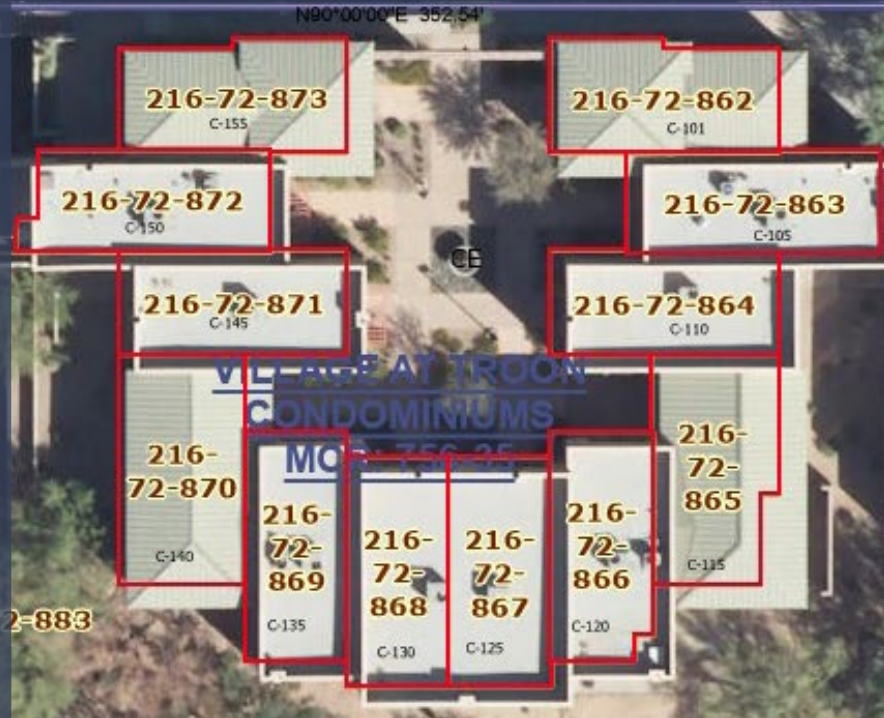 N90°00'00"E 352.54'
216-72-873
C-155
216-72-862
C-101
216-72-872
C-150
216-72-863
C-105
CE
216-72-871
C-145
216-72-864
C-110
VILLAGE AT TROON
CONDOMINIUMS
MCR: 756-35
216-
72-870
C-140
216-
72-
865
C-115
216-
72-
869
C-135
216-
72-
868
C-130
216-
72-
867
C-125
216-
72-
866
C-120
2-883